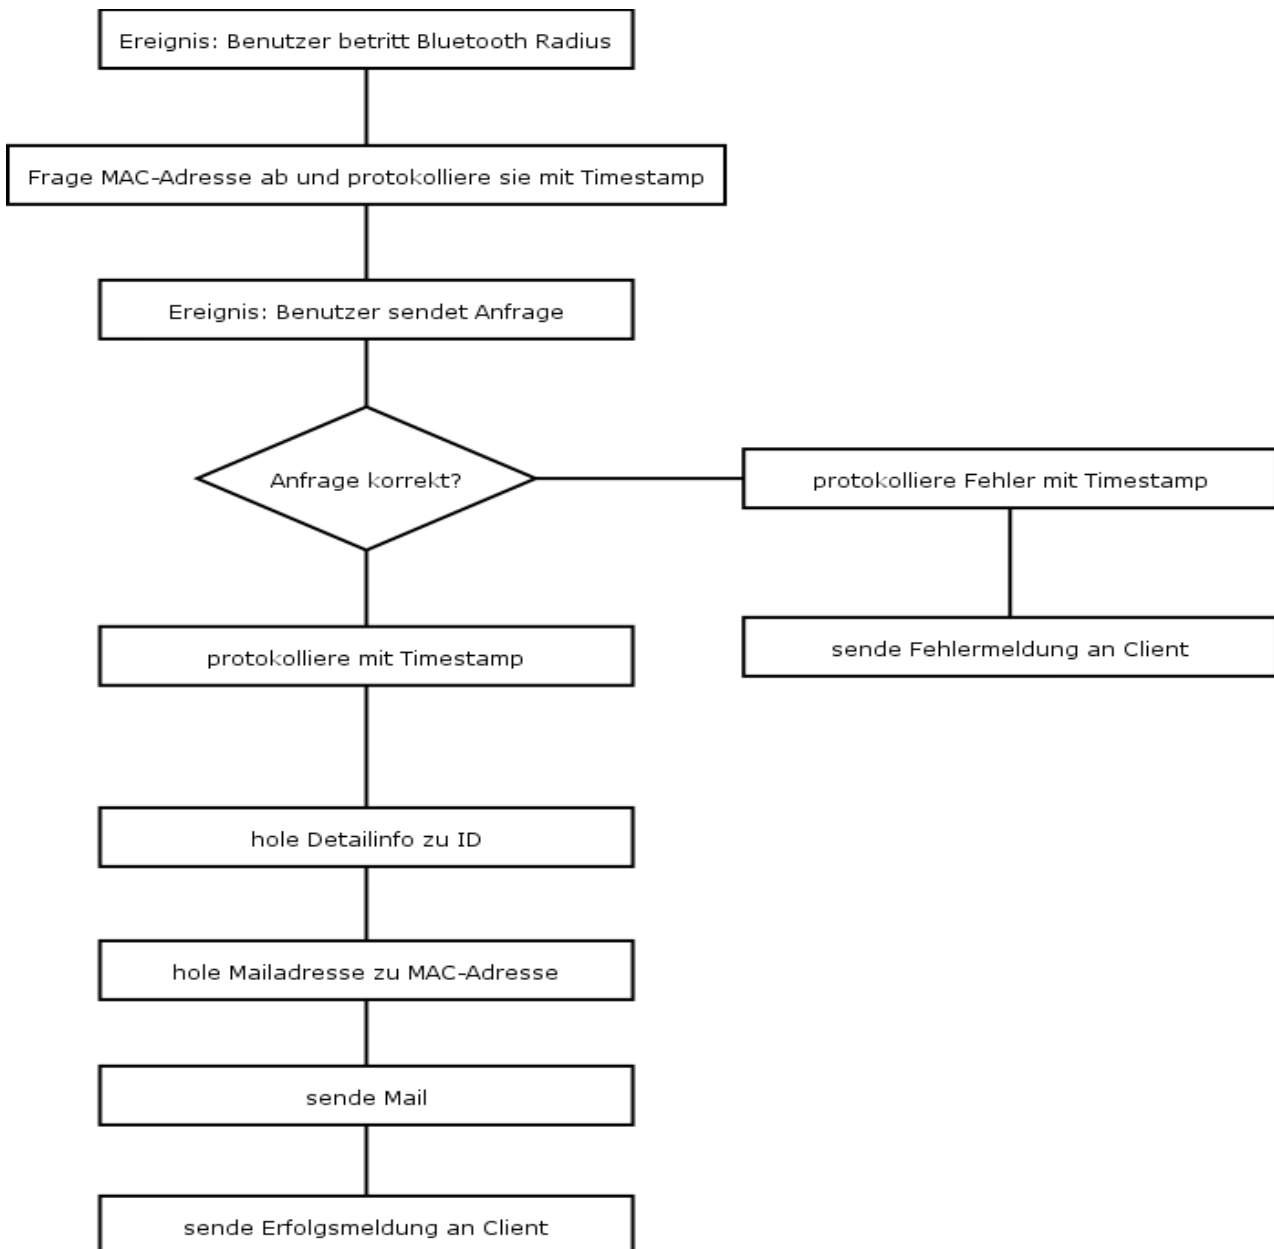 Ereignis: Benutzer betritt Bluetooth Radius
Frage MAC-Adresse ab und protokolliere sie mit Timestamp
Ereignis: Benutzer sendet Anfrage
Anfrage korrekt?
protokolliere Fehler mit Timestamp
sende Fehlermeldung an Client
protokolliere mit Timestamp
hole Detailinfo zu ID
hole Mailadresse zu MAC-Adresse
sende Mail
sende Erfolgsmeldung an Client